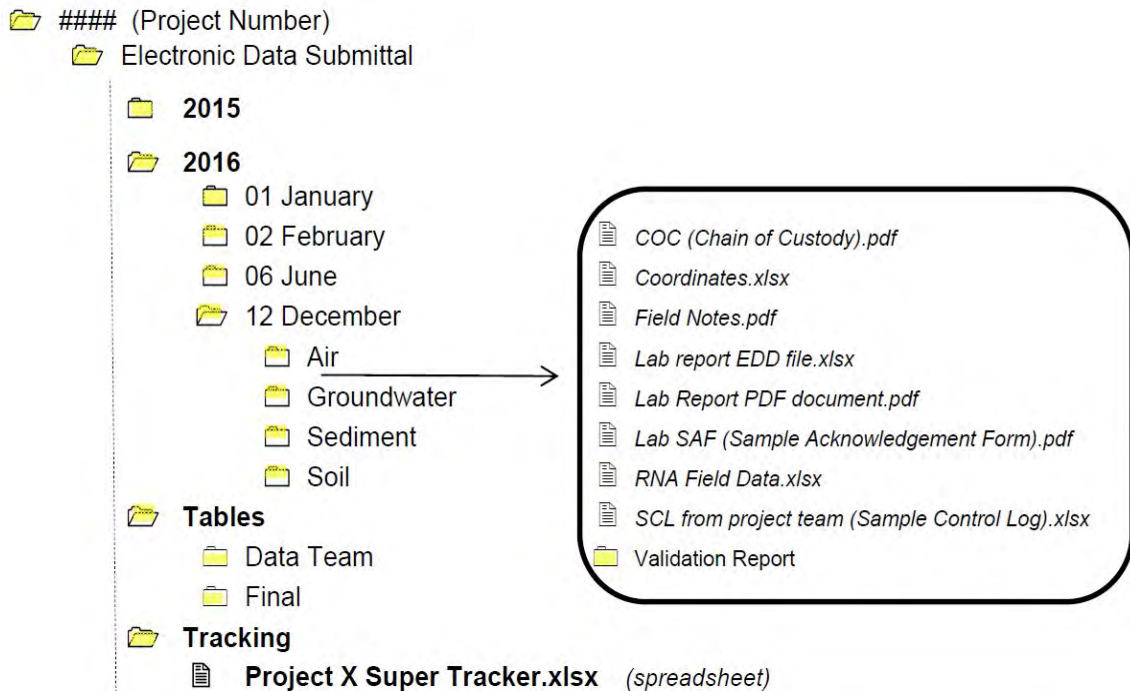 #### (Project Number)
Electronic Data Submittal
2015
2016
01 January
02 February
06 June
12 December
Air
Groundwater
Sediment
Soil
Tables
Data Team
Final
Tracking
Project X Super Tracker.xlsx (spreadsheet)
COC (Chain of Custody).pdf
Coordinates.xlsx
Field Notes.pdf
Lab report EDD file.xlsx
Lab Report PDF document.pdf
Lab SAF (Sample Acknowledgement Form).pdf
RNA Field Data.xlsx
SCL from project team (Sample Control Log).xlsx
Validation Report